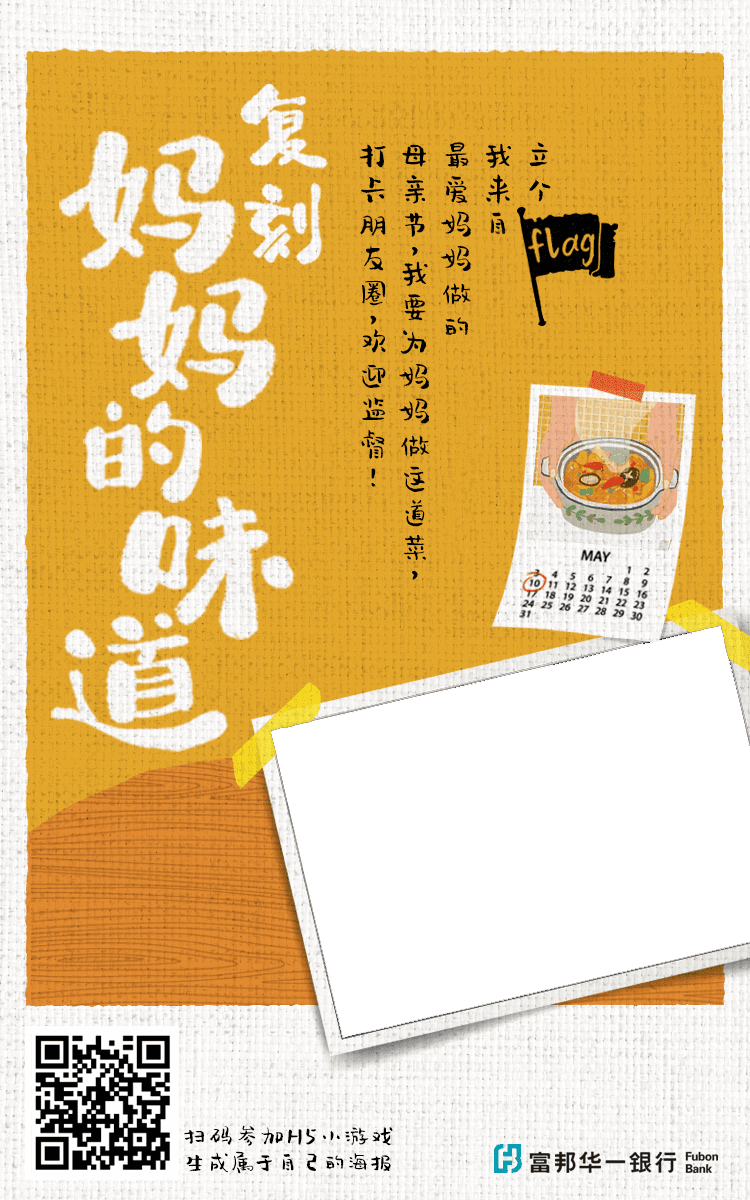 复刻
妈妈的味道
立个
flag
我来自
最爱妈妈做的
母亲节，我要为妈妈做这道菜，
打卡朋友圈，欢迎监督！
MAY
1 2
3 4 5 6 7 8 9
10 11 12 13 14 15 16
17 18 19 20 21 22 23
24 25 26 27 28 29 30
31
扫码参加H5小游戏
生成属于自己的海报
富邦华一银行 Fubon Bank